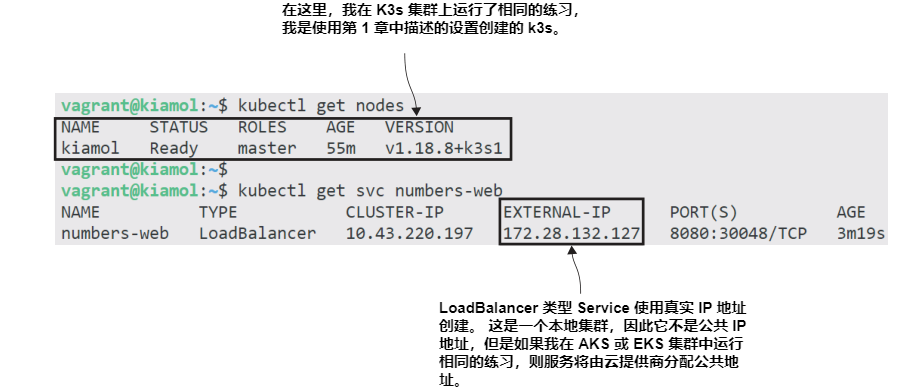 在这里，我在 K3s 集群上运行了相同的练习，
我是使用第 1 章中描述的设置创建的 k3s。
vagrant@kiamol:~$ kubectl get nodes
NAME STATUS ROLES AGE VERSION
kiamol Ready master 55m v1.18.8+k3s1
vagrant@kiamol:~$
vagrant@kiamol:~$ kubectl get svc numbers-web
NAME TYPE CLUSTER-IP EXTERNAL-IP PORT(S) AGE
numbers-web LoadBalancer 10.43.220.197 172.28.132.127 8080:30048/TCP 3m19s
LoadBalancer 类型 Service 使用真实 IP 地址
创建。 这是一个本地集群，因此它不是公共 IP
地址，但是如果我在 AKS 或 EKS 集群中运行
相同的练习，则服务将由云提供商分配公共地
址。